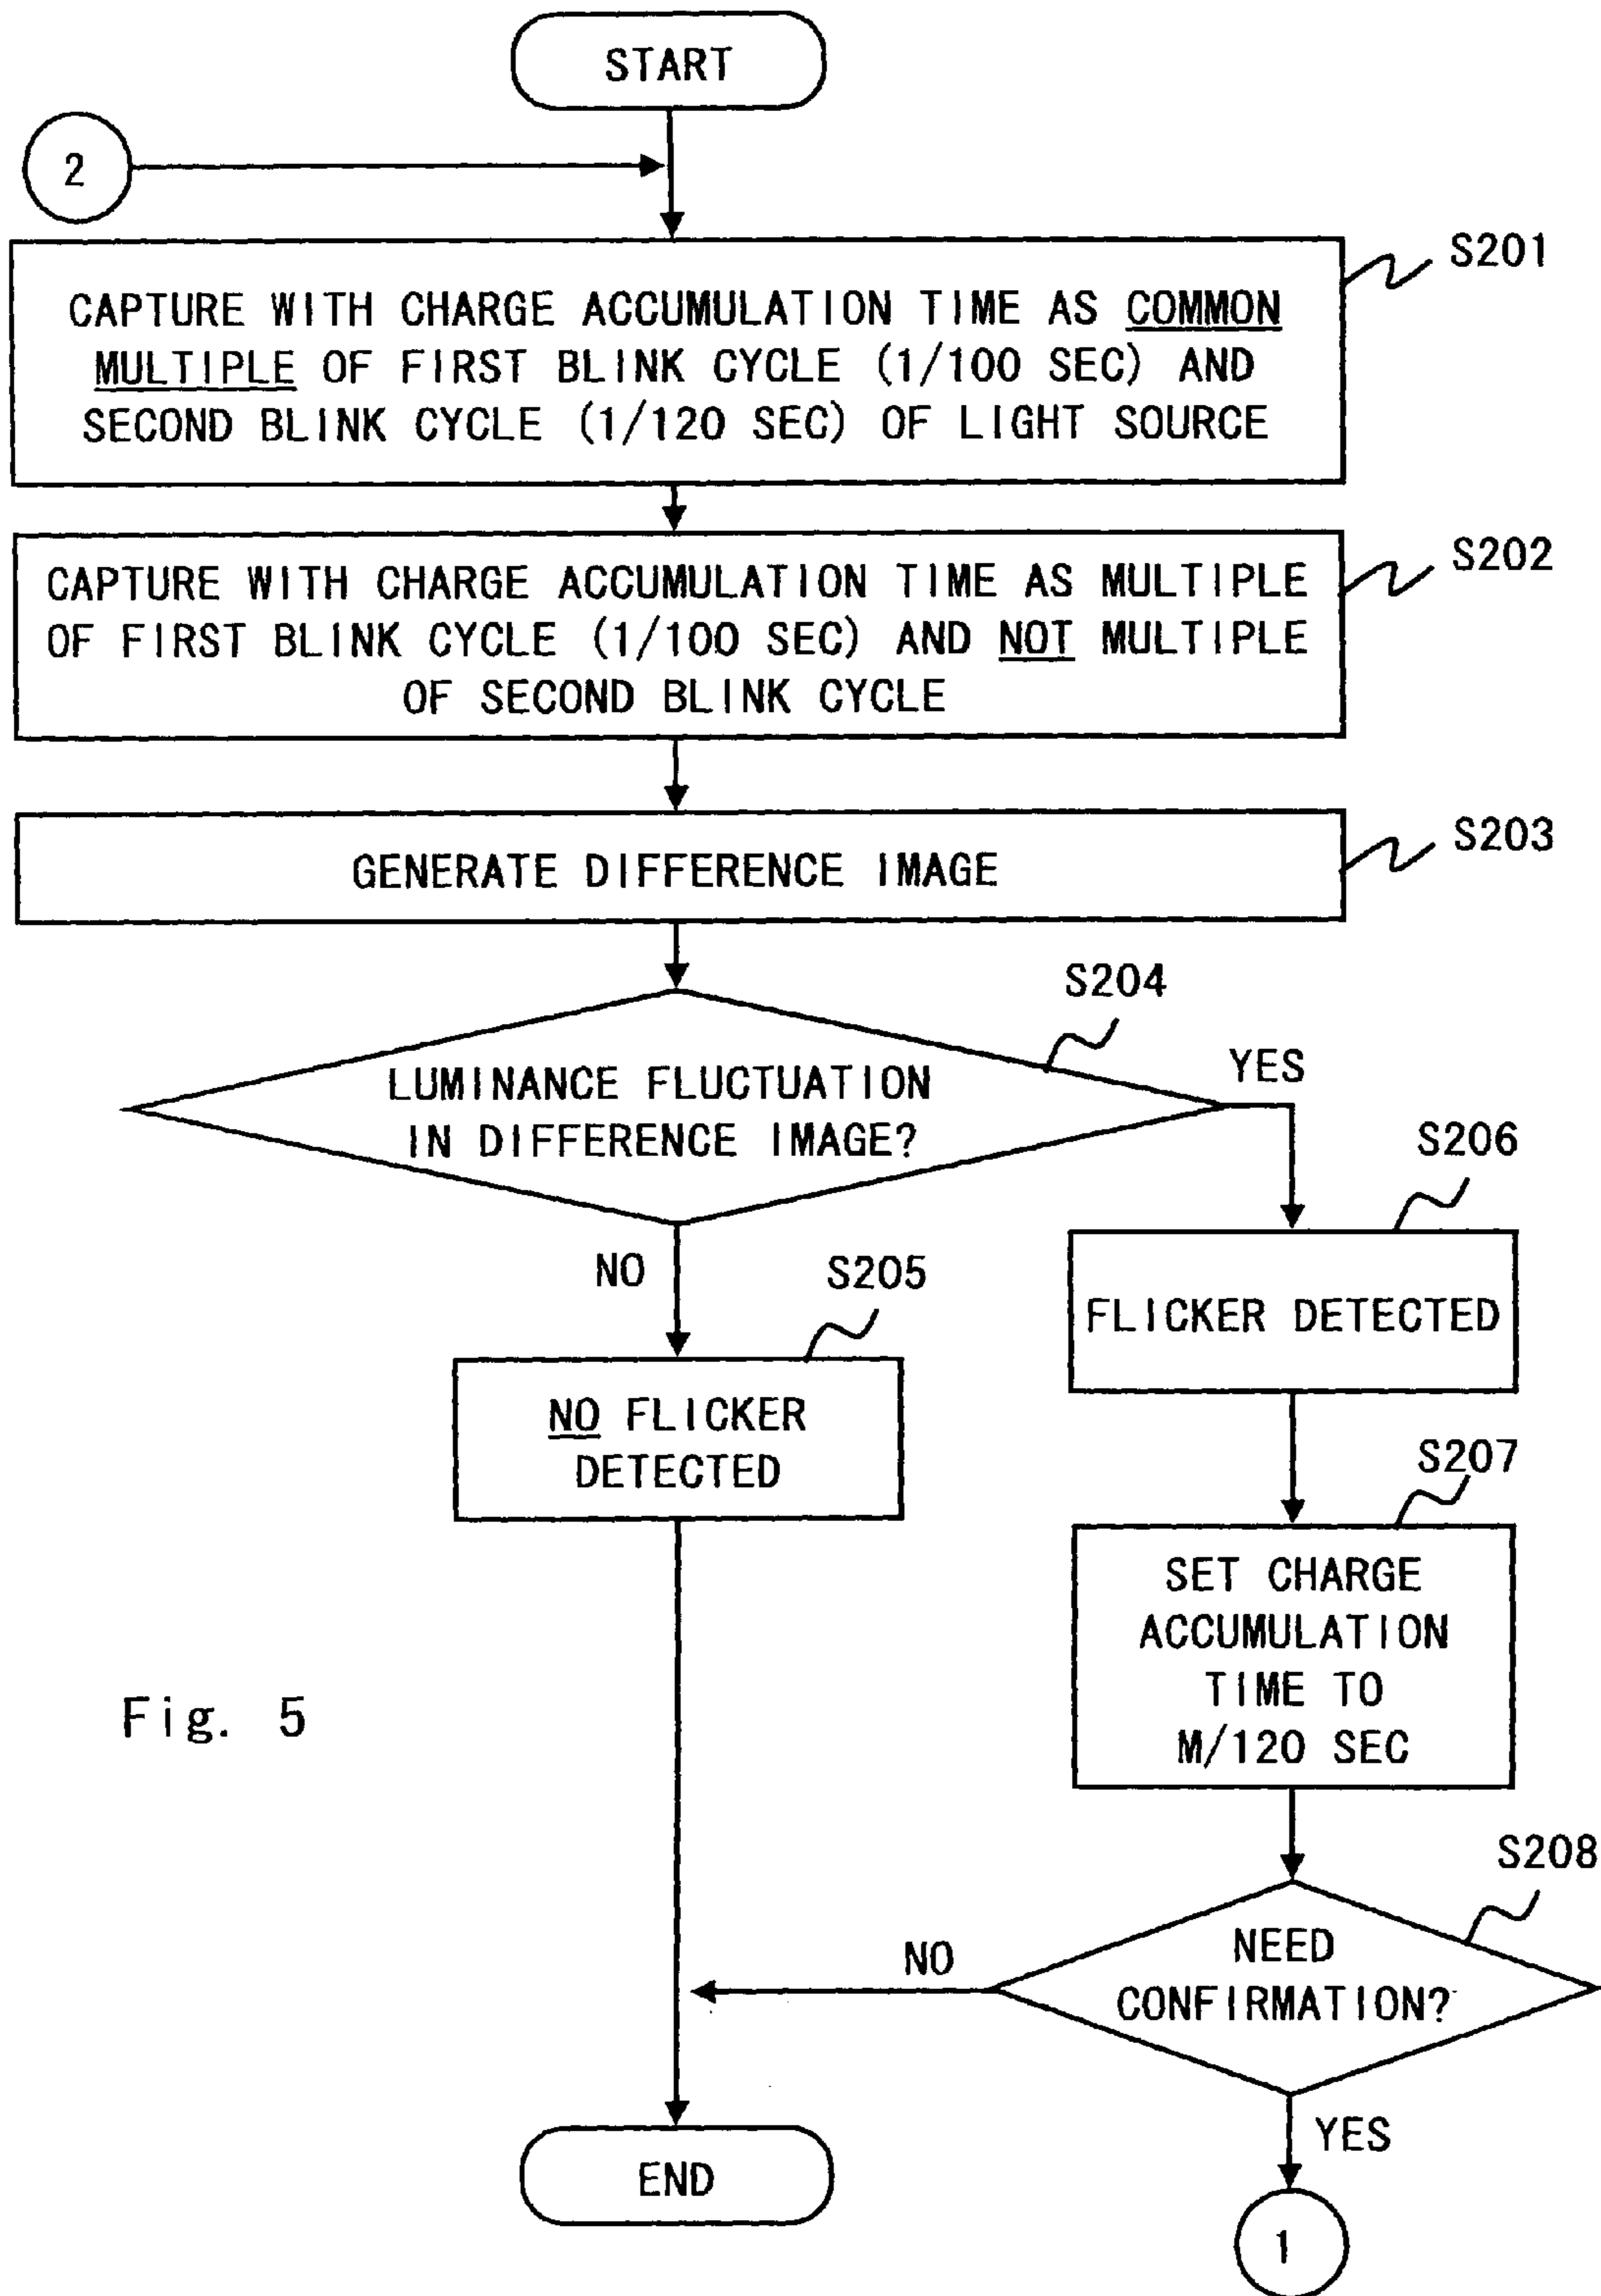 START
2
S201
CAPTURE WITH CHARGE ACCUMULATION TIME AS COMMON
MULTIPLE OF FIRST BLINK CYCLE (1/100 SEC) AND
SECOND BLINK CYCLE (1/120 SEC) OF LIGHT SOURCE
S202
CAPTURE WITH CHARGE ACCUMULATION TIME AS MULTIPLE
OF FIRST BLINK CYCLE (1/100 SEC) AND NOT MULTIPLE
OF SECOND BLINK CYCLE
S203
GENERATE DIFFERENCE IMAGE
S204
LUMINANCE FLUCTUATION
IN DIFFERENCE IMAGE?
YES
NO
S205
NO FLICKER
DETECTED
S206
FLICKER DETECTED
S207
SET CHARGE
ACCUMULATION
TIME TO
M/120 SEC
Fig. 5
S208
NEED
CONFIRMATION?
NO
YES
END
1